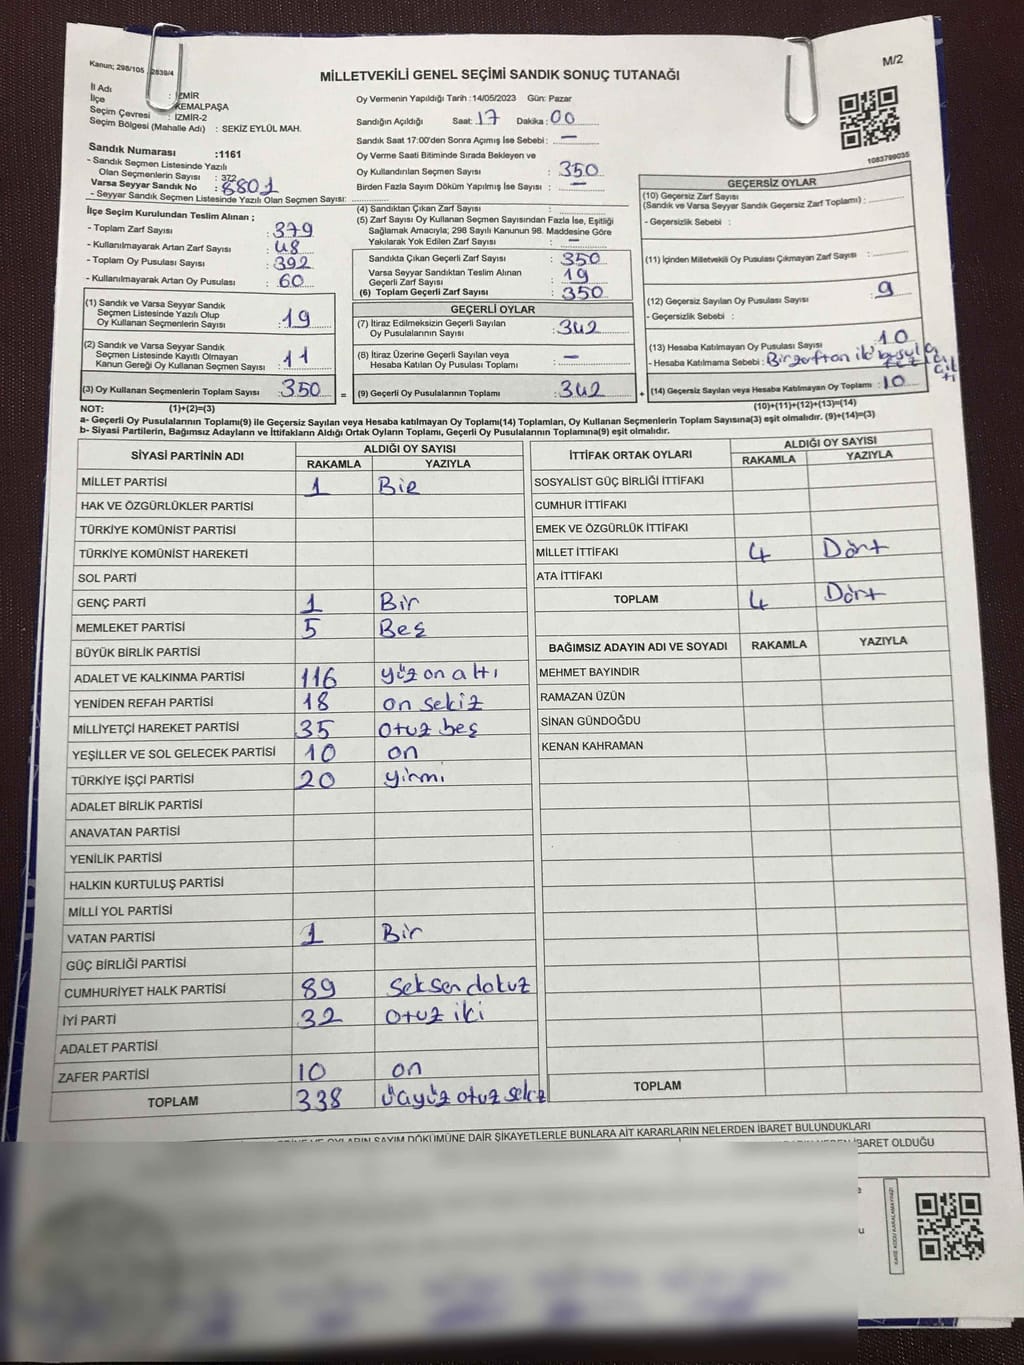 Kanun; 298/105 2839/4
M/2
MİLLETVEKİLİ GENEL SEÇİMİ SANDIK SONUÇ TUTANAĞI
İl Adı : İZMİR
İlçe : KEMALPAŞA
Seçim Çevresi : İZMİR-2
Seçim Bölgesi (Mahalle Adı) : SEKİZ EYLÜL MAH.
Sandık Numarası :1161
- Sandık Seçmen Listesinde Yazılı
Olan Seçmenlerin Sayısı : 372
Varsa Seyyar Sandık No : 8801
- Seyyar Sandık Seçmen Listesinde Yazılı Olan Seçmen Sayısı:
İlçe Seçim Kurulundan Teslim Alınan ;
- Toplam Zarf Sayısı : 379
- Kullanılmayarak Artan Zarf Sayısı : 48
- Toplam Oy Pusulası Sayısı : 392
- Kullanılmayarak Artan Oy Pusulası : 60
(1) Sandık ve Varsa Seyyar Sandık
Seçmen Listesinde Yazılı Olup
Oy Kullanan Seçmenlerin Sayısı : 19
(2) Sandık ve Varsa Seyyar Sandık
Seçmen Listesinde Kayıtlı Olmayan
Kanun Gereği Oy Kullanan Seçmen Sayısı : 11
(3) Oy Kullanan Seçmenlerin Toplam Sayısı : 350 =
Oy Vermenin Yapıldığı Tarih :14/05/2023 Gün: Pazar
Sandığın Açıldığı Saat: 17 Dakika: 00
Sandık Saat 17:00'den Sonra Açımış İse Sebebi : —
Oy Verme Saati Bitiminde Sırada Bekleyen ve
Oy Kullandırılan Seçmen Sayısı : 350
Birden Fazla Sayım Döküm Yapılmış İse Sayısı : —
(4) Sandıktan Çıkan Zarf Sayısı :
(5) Zarf Sayısı Oy Kullanan Seçmen Sayısından Fazla İse, Eşitliği
Sağlamak Amacıyla; 298 Sayılı Kanunun 98. Maddesine Göre
Yakılarak Yok Edilen Zarf Sayısı : —
Sandıkta Çıkan Geçerli Zarf Sayısı : 350
Varsa Seyyar Sandıktan Teslim Alınan
Geçerli Zarf Sayısı : 19
(6) Toplam Geçerli Zarf Sayısı : 350
GEÇERLİ OYLAR
(7) İtiraz Edilmeksizin Geçerli Sayılan
Oy Pusulalarının Sayısı : 342
(8) İtiraz Üzerine Geçerli Sayılan veya
Hesaba Katılan Oy Pusulası Toplamı : —
(9) Geçerli Oy Pusulalarının Toplamı : 342 +
1083799035
GEÇERSİZ OYLAR
(10) Geçersiz Zarf Sayısı
(Sandık ve Varsa Seyyar Sandık Geçersiz Zarf Toplamı) :
- Geçersizlik Sebebi :
(11) İçinden Milletvekili Oy Pusulası Çıkmayan Zarf Sayısı :
(12) Geçersiz Sayılan Oy Pusulası Sayısı : 9
- Geçersizlik Sebebi :
(13) Hesaba Katılmayan Oy Pusulası Sayısı : 10
- Hesaba Katılmama Sebebi : Bir
(14) Geçersiz Sayılan veya Hesaba Katılmayan Oy Toplamı : 10
NOT: (1)+(2)=(3) (10)+(11)+(12)+(13)=(14)
a- Geçerli Oy Pusulalarının Toplamı(9) ile Geçersiz Sayılan veya Hesaba katılmayan Oy Toplamı(14) Toplamları, Oy Kullanan Seçmenlerin Toplam Sayısına(3) eşit olmalıdır. (9)+(14)=(3)
b- Siyasi Partilerin, Bağımsız Adayların ve İttifakların Aldığı Ortak Oyların Toplamı, Geçerli Oy Pusulalarının Toplamına(9) eşit olmalıdır.
SİYASİ PARTİNİN ADI ALDIĞI OY SAYISI
RAKAMLA YAZIYLA
MİLLET PARTİSİ 1 Bir
HAK VE ÖZGÜRLÜKLER PARTİSİ
TÜRKİYE KOMÜNİST PARTİSİ
TÜRKİYE KOMÜNİST HAREKETİ
SOL PARTİ
GENÇ PARTİ 1 Bir
MEMLEKET PARTİSİ 5 Beş
BÜYÜK BİRLİK PARTİSİ
ADALET VE KALKINMA PARTİSİ 116 yüz on altı
YENİDEN REFAH PARTİSİ 18 on sekiz
MİLLİYETÇİ HAREKET PARTİSİ 35 otuz beş
YEŞİLLER VE SOL GELECEK PARTİSİ 10 on
TÜRKİYE İŞÇİ PARTİSİ 20 yirmi
ADALET BİRLİK PARTİSİ
ANAVATAN PARTİSİ
YENİLİK PARTİSİ
HALKIN KURTULUŞ PARTİSİ
MİLLİ YOL PARTİSİ
VATAN PARTİSİ 1 Bir
GÜÇ BİRLİĞİ PARTİSİ
CUMHURİYET HALK PARTİSİ 89 seksen dokuz
İYİ PARTİ 32 otuz iki
ADALET PARTİSİ
ZAFER PARTİSİ 10 on
TOPLAM 338 üçyüz otuz sekiz
İTTİFAK ORTAK OYLARI ALDIĞI OY SAYISI
RAKAMLA YAZIYLA
SOSYALİST GÜÇ BİRLİĞİ İTTİFAKI
CUMHUR İTTİFAKI
EMEK VE ÖZGÜRLÜK İTTİFAKI
MİLLET İTTİFAKI 4 Dört
ATA İTTİFAKI
TOPLAM 4 Dört
BAĞIMSIZ ADAYIN ADI VE SOYADI RAKAMLA YAZIYLA
MEHMET BAYINDIR
RAMAZAN ÜZÜN
SİNAN GÜNDOĞDU
KENAN KAHRAMAN
TOPLAM
VE OYLARIN SAYIM DÖKÜMÜNE DAİR ŞİKAYETLERLE BUNLARA AİT KARARLARIN NELERDEN İBARET BULUNDUKLARI
İBARET OLDUĞU